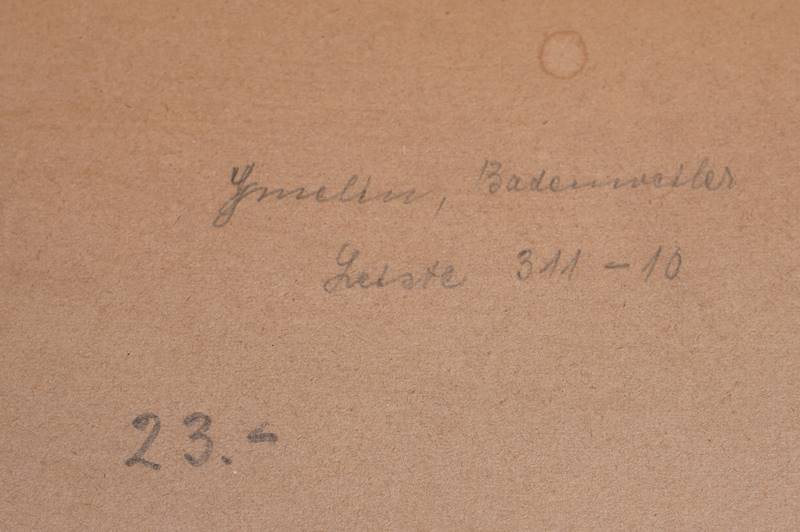 Gmelin, Badenweiler
Leiste 311 - 10
23.-